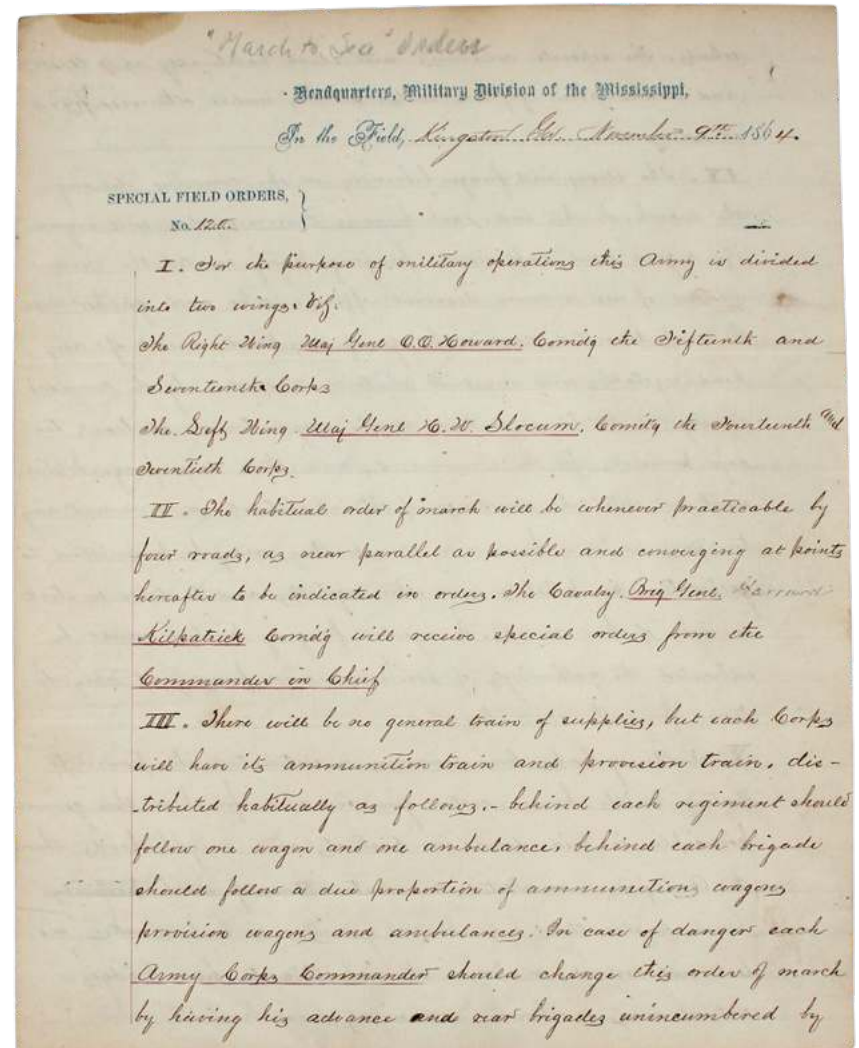 "March to Sea" Orders
Headquarters, Military Division of the Mississippi,
In the Field, Kingston Ga. November 9th 1864.
SPECIAL FIELD ORDERS,
No. 120.
I. For the purpose of military operations this Army is divided
into two wings. Viz.
The Right Wing Maj Genl O.O. Howard. Comdg the Fifteenth and
Seventeenth Corps
The Left Wing Maj Genl H. W. Slocum. Comdg the Fourteenth and
Twentieth Corps.
II. The habitual order of march will be whenever practicable by
four roads, as near parallel as possible and converging at points
hereafter to be indicated in orders. The Cavalry. Brig Genl.
Kilpatrick Comdg will receive special orders from the
Commander in Chief
III. There will be no general train of supplies, but each Corps
will have its ammunition train and provision train, dis-
-tributed habitually as follows. - behind each regiment should
follow one wagon and one ambulance, behind each brigade
should follow a due proportion of ammunition wagons
provision wagons and ambulances. In case of danger each
Army Corps Commander should change this order of march
by having his advance and rear brigades unincumbered by